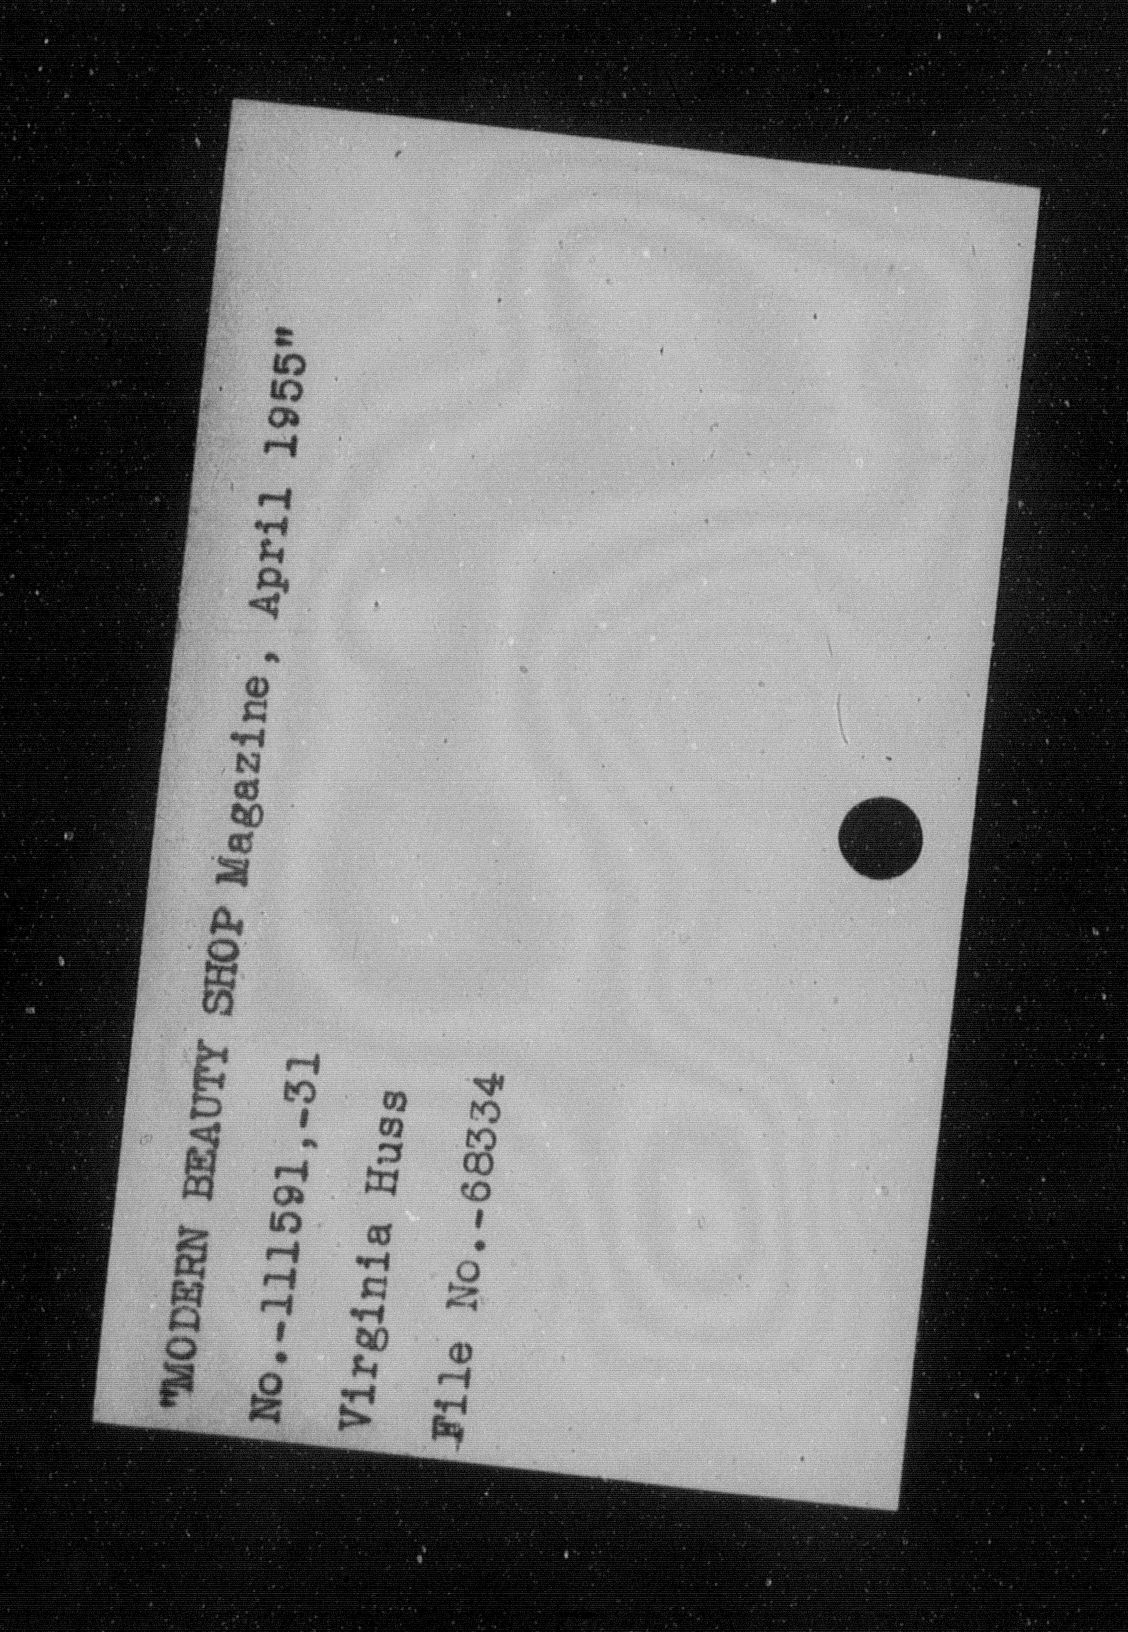 "MODERN BEAUTY SHOP Magazine, April 1955"
No.-111591,-31
Virginia Huss
File No.-68334